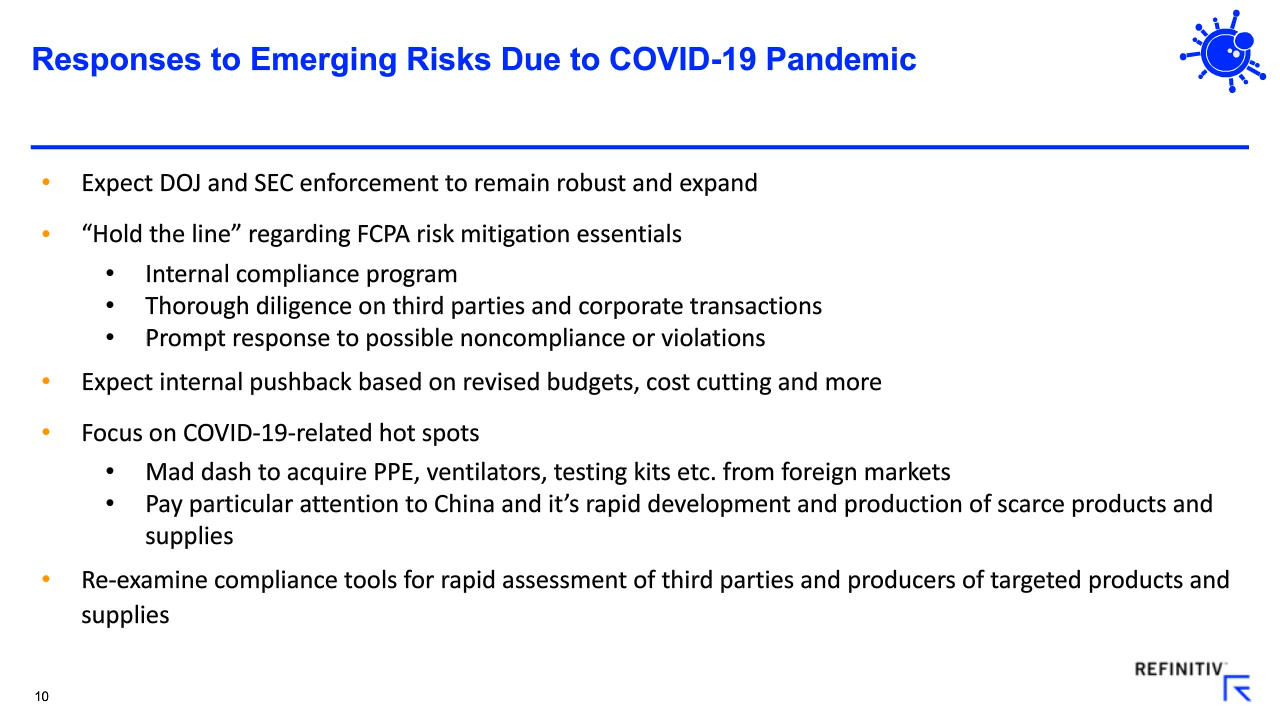 Responses to Emerging Risks Due to COVID-19 Pandemic
• Expect DOJ and SEC enforcement to remain robust and expand
• “Hold the line” regarding FCPA risk mitigation essentials
• Internal compliance program
• Thorough diligence on third parties and corporate transactions
• Prompt response to possible noncompliance or violations
• Expect internal pushback based on revised budgets, cost cutting and more
• Focus on COVID-19-related hot spots
• Mad dash to acquire PPE, ventilators, testing kits etc. from foreign markets
• Pay particular attention to China and it’s rapid development and production of scarce products and
supplies
• Re-examine compliance tools for rapid assessment of third parties and producers of targeted products and
supplies
REFINITIV
10